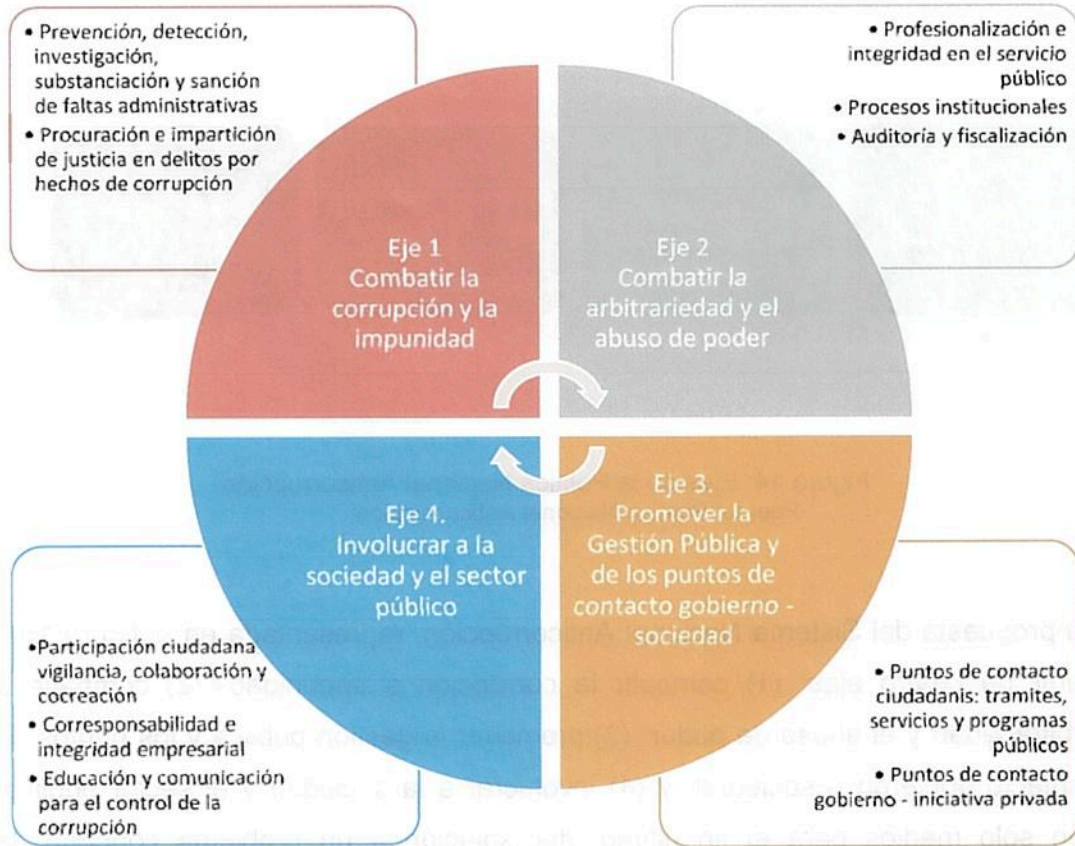 • Prevención, detección,
investigación,
substanciación y sanción
de faltas administrativas
• Procuración e impartición
de justicia en delitos por
hechos de corrupción
• Profesionalización e
integridad en el servicio
público
• Procesos institucionales
• Auditoría y fiscalización
Eje 1
Combatir la
corrupción y la
impunidad
Eje 2
Combatir la
arbitrariedad y el
abuso de poder
Eje 4.
Involucrar a la
sociedad y el sector
público
Eje 3.
Promover la
Gestión Pública y
de los puntos de
contacto gobierno -
sociedad
•Participación ciudadana,
vigilancia, colaboración y
cocreación
• Corresponsabilidad e
integridad empresarial
• Educación y comunicación
para el control de la
corrupción
• Puntos de contacto
ciudadanis: tramites,
servicios y programas
públicos
• Puntos de contacto
gobierno - iniciativa privada
propuesta del Sistema Anticorrupción